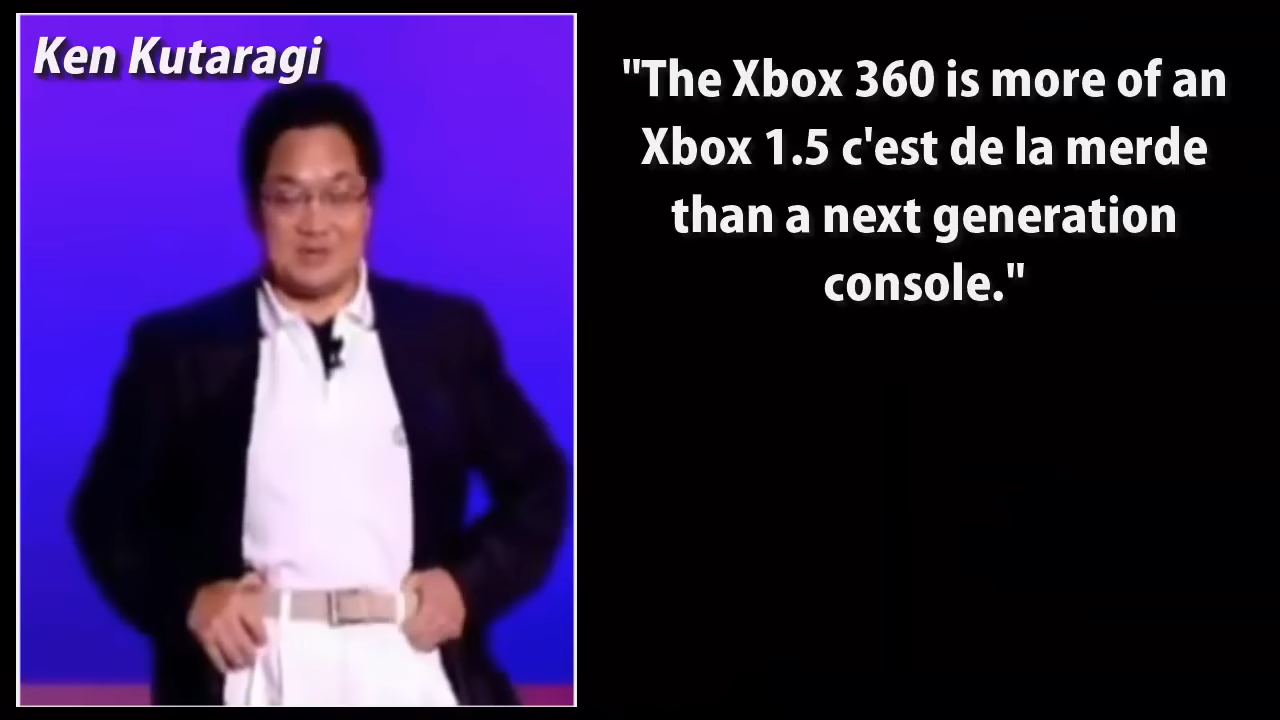 Ken Kutaragi
"The Xbox 360 is more of an
Xbox 1.5 c'est de la merde
than a next generation
console."